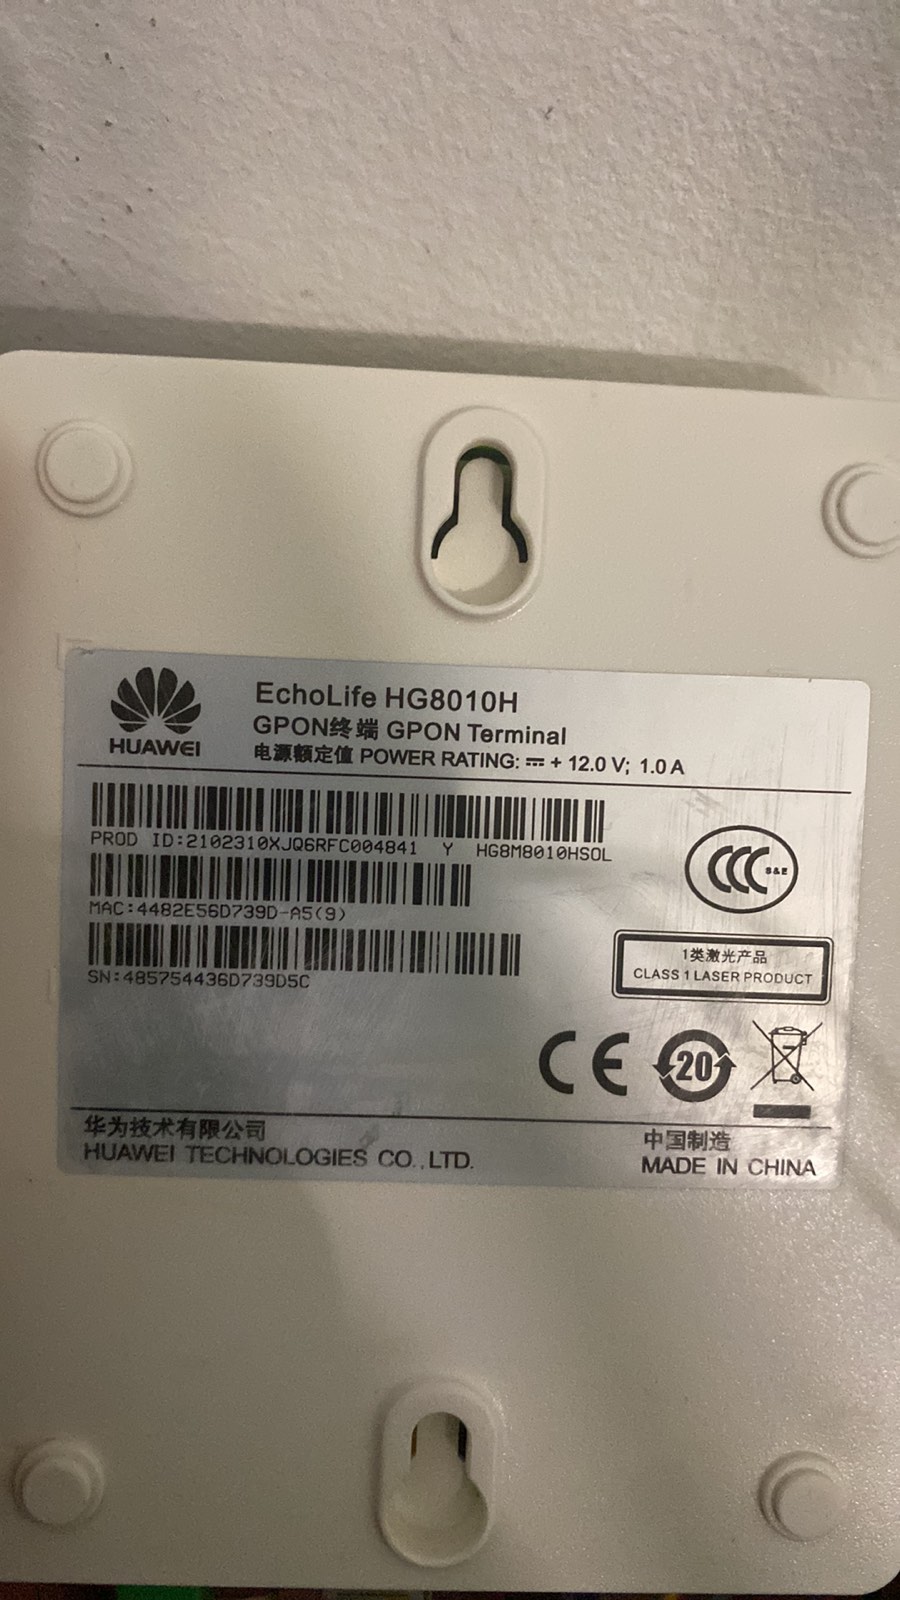 HUAWEI
EchoLife HG8010H
GPON终端 GPON Terminal
电源额定值 POWER RATING: ⎓ + 12.0 V; 1.0 A
PROD ID:2102310XJQ6RFC004841 Y HG8M8010HSOL
MAC:4482E56D739D-A5(9)
SN:485754436D739D5C
CCC S&E
1类激光产品
CLASS 1 LASER PRODUCT
CE
20
华为技术有限公司
HUAWEI TECHNOLOGIES CO.,LTD.
中国制造
MADE IN CHINA